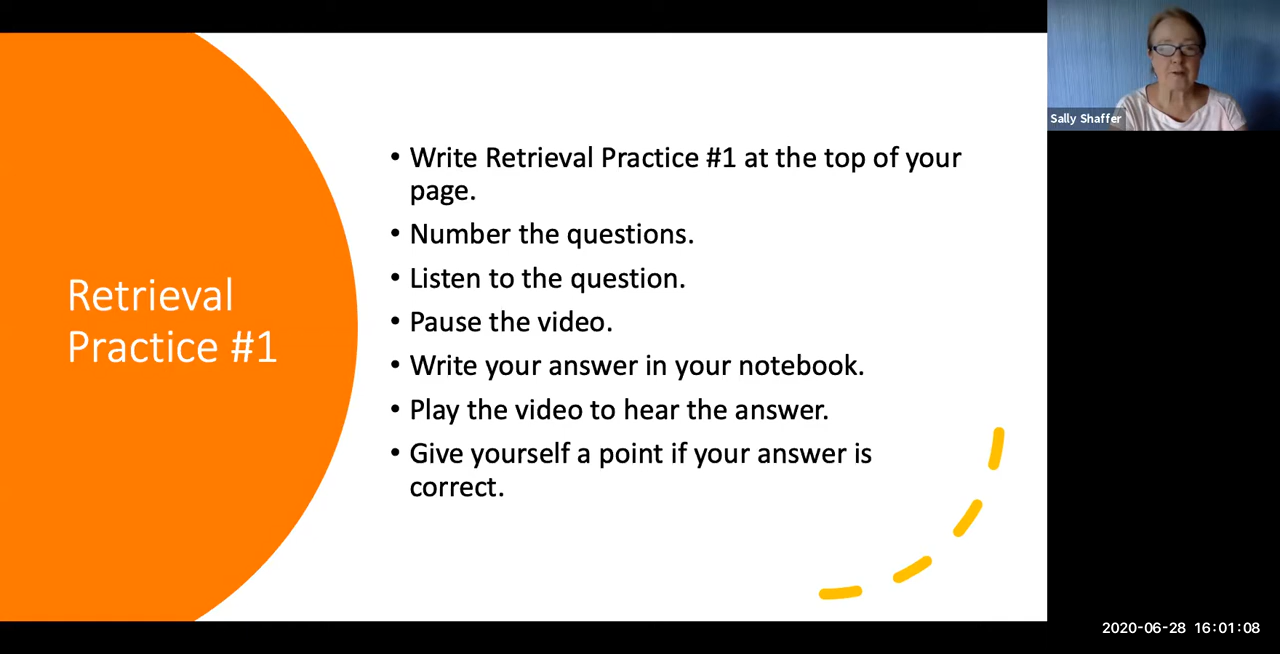 Retrieval
Practice #1
• Write Retrieval Practice #1 at the top of your
page.
• Number the questions.
• Listen to the question.
• Pause the video.
• Write your answer in your notebook.
• Play the video to hear the answer.
• Give yourself a point if your answer is
correct.
Sally Shaffer
2020-06-28 16:01:08